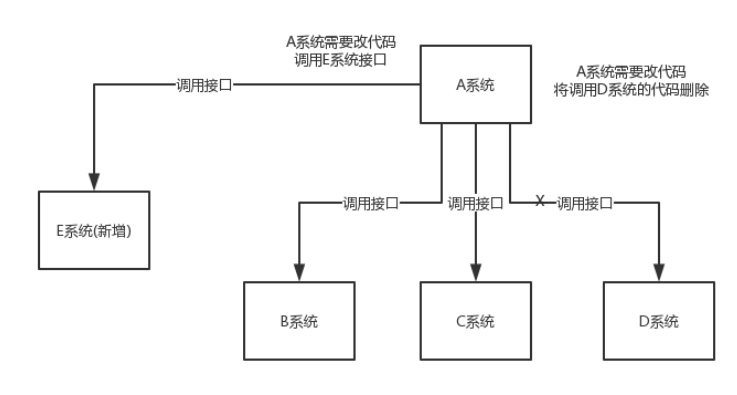 A系统需要改代码
调用E系统接口
A系统
A系统需要改代码
将调用D系统的代码删除
调用接口
调用接口
调用接口
X
调用接口
E系统(新增)
B系统
C系统
D系统